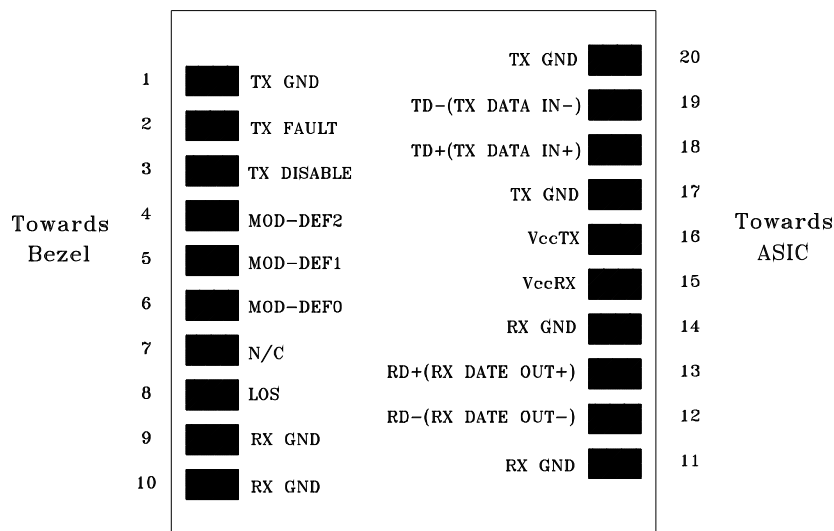 Towards
Bezel
1 TX GND
2 TX FAULT
3 TX DISABLE
4 MOD-DEF2
5 MOD-DEF1
6 MOD-DEF0
7 N/C
8 LOS
9 RX GND
10 RX GND
TX GND 20
TD-(TX DATA IN-) 19
TD+(TX DATA IN+) 18
TX GND 17
VccTX 16
VccRX 15
RX GND 14
RD+(RX DATE OUT+) 13
RD-(RX DATE OUT-) 12
RX GND 11
Towards
ASIC